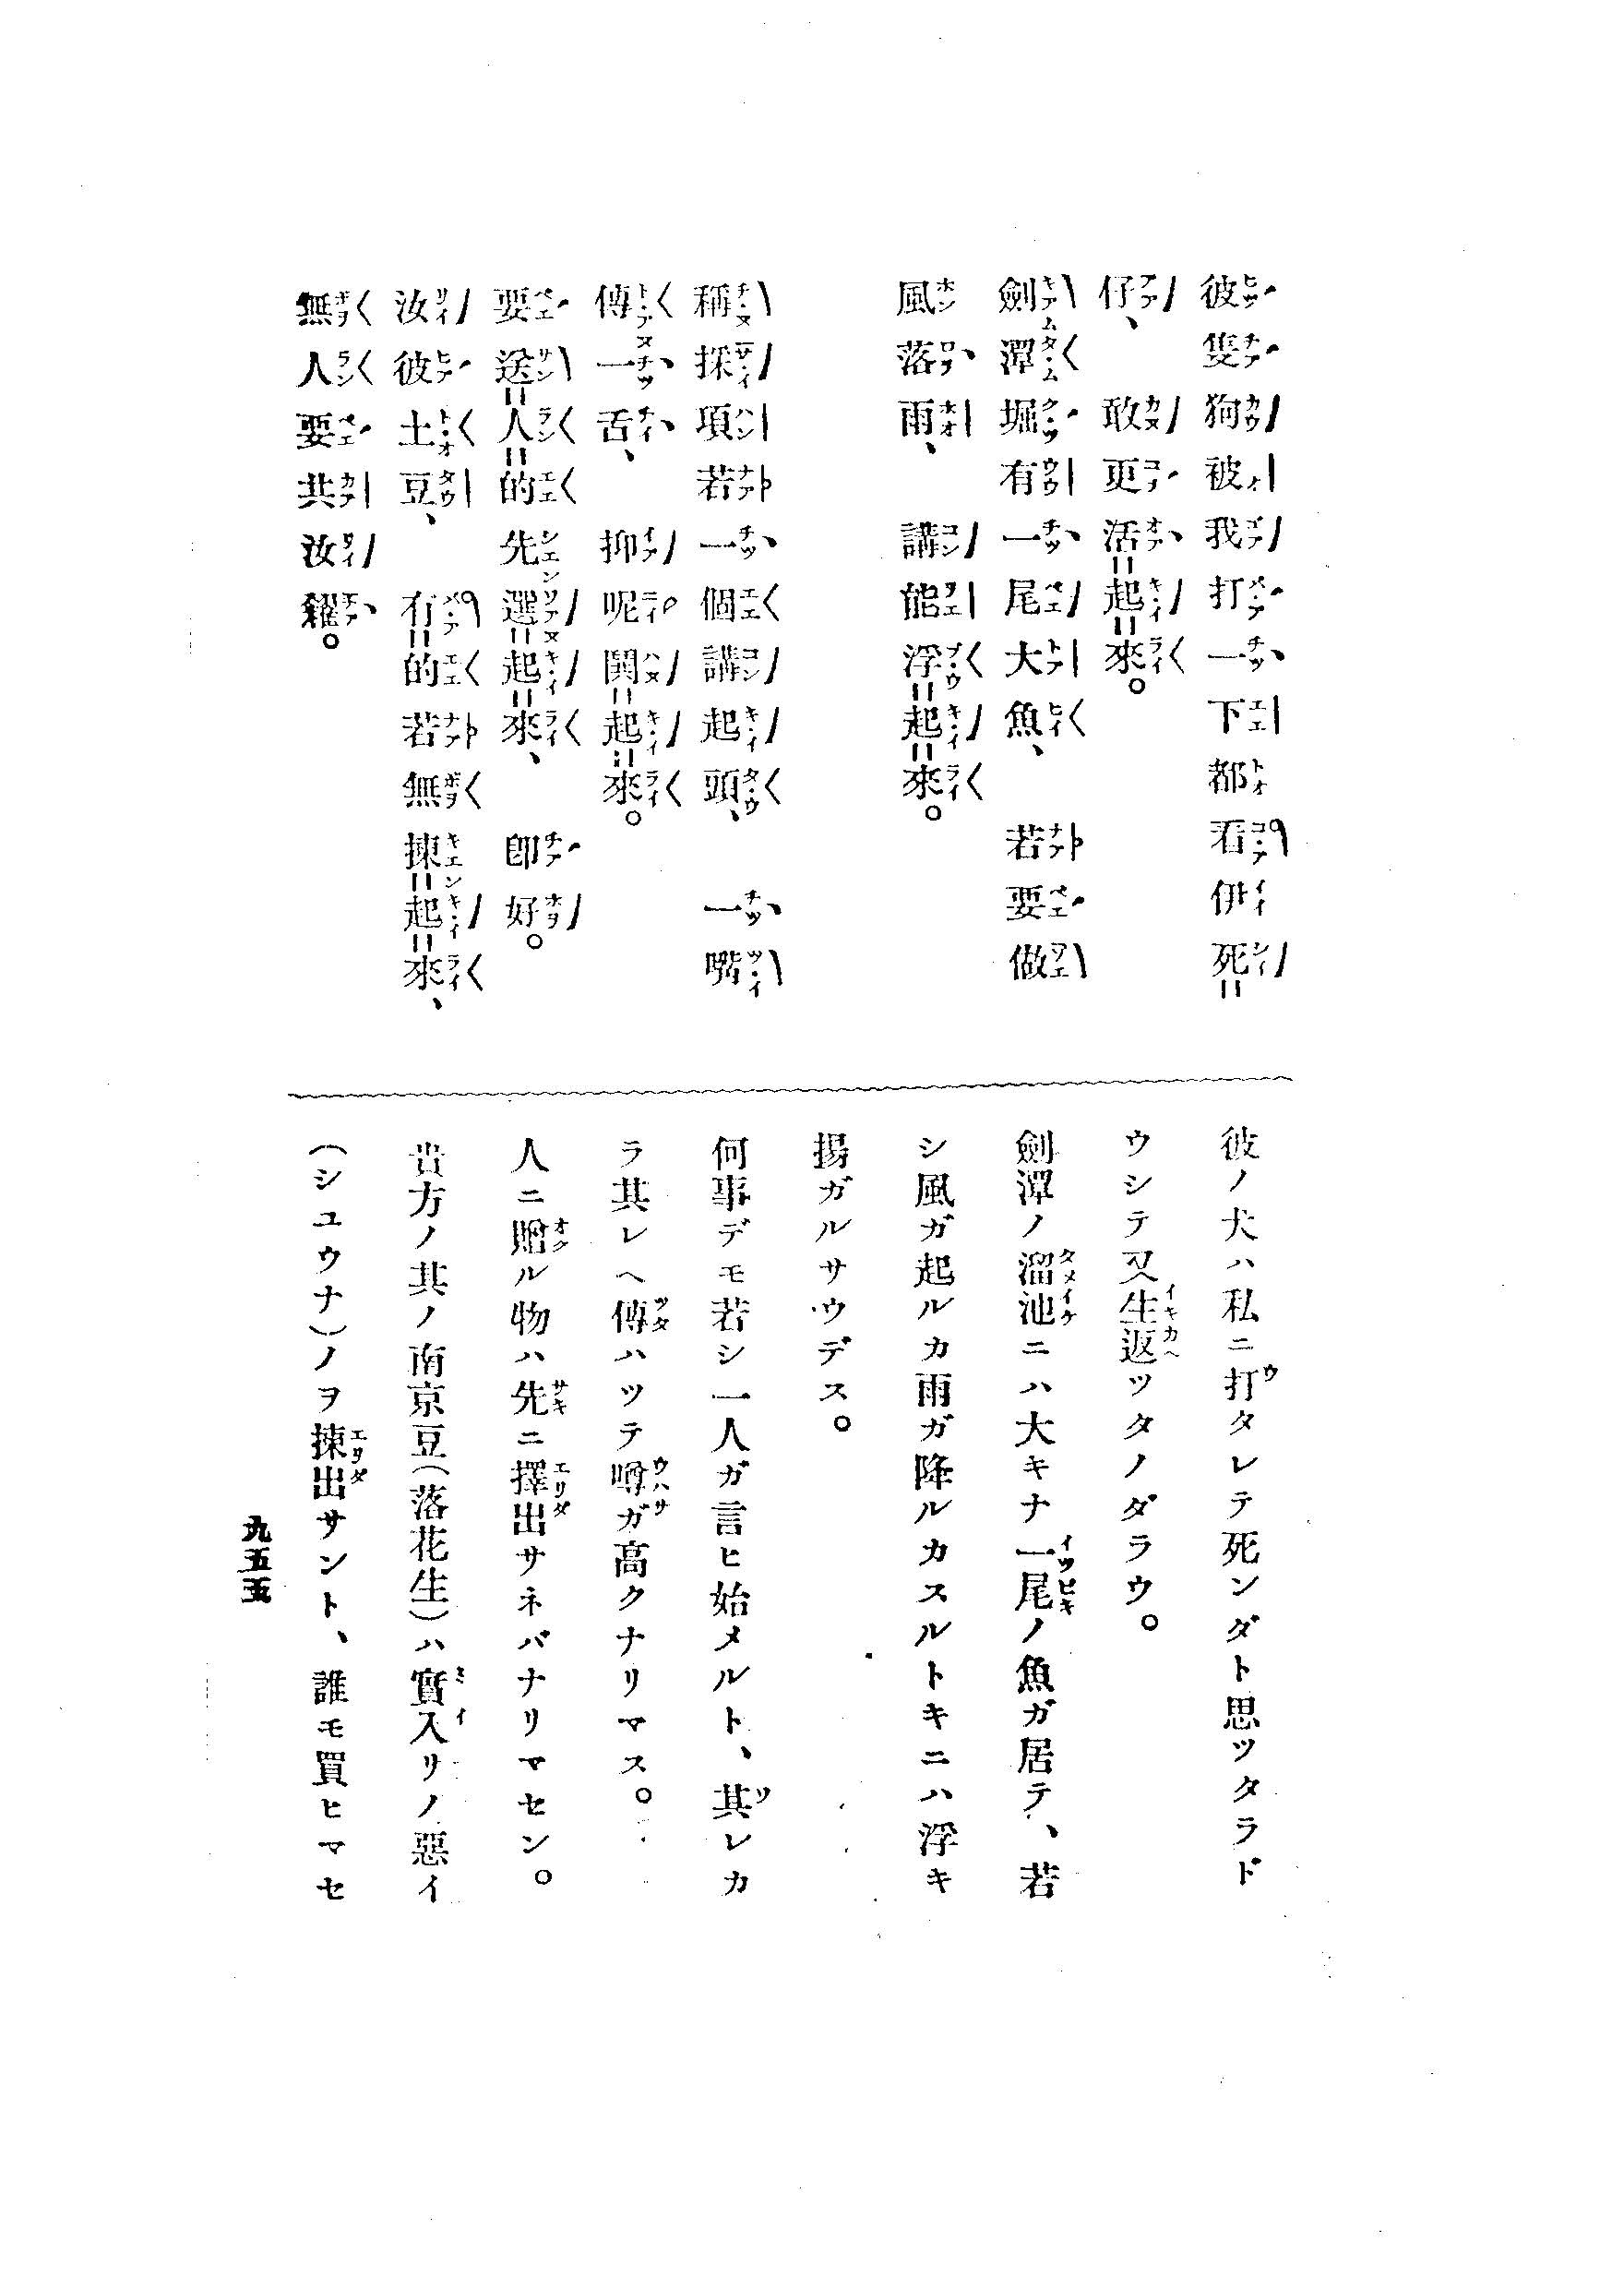 彼隻狗被我打一下都看伊死=
仔、敢更活=起=來。
劍潭堀有一尾大魚、若要做
風落雨、講能浮=起=來。
稱採項若一個講起頭、一嘴
傳一舌、抑呢鬨=起=來。
要送=人=的先選=起=來、卽好。
汝彼土豆、冇=的若無揀=起=來、
無人要共汝糴。
彼ノ犬ハ私ニ打タレテ死ンダト思ツタラド
ウシテ又生返ツタノダラウ。
劍潭ノ溜池ニハ大キナ一尾ノ魚ガ居テ、若
シ風ガ起ルカ雨ガ降ルカスルトキニハ浮キ
揚ガルサウデス。
何事デモ若シ一人ガ言ヒ始メルト、其レカ
ラ其レヘ傳ハツテ噂ガ高クナリマス。
人ニ贈ル物ハ先ニ擇出サネバナリマセン。
貴方ノ其ノ南京豆(落花生)ハ實入リノ惡イ
(シユウナ)ノヲ揀出サント、誰モ買ヒマセ
九五五